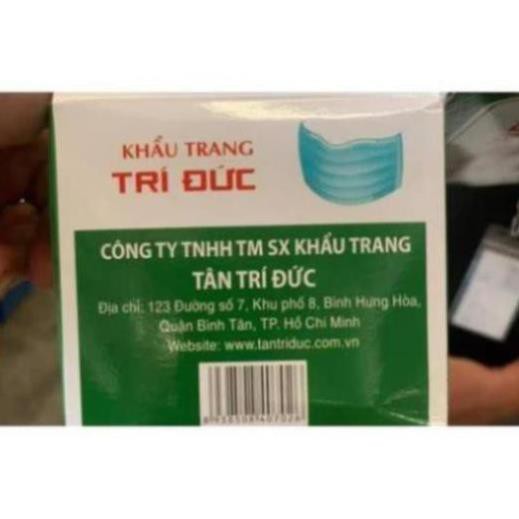 KHẨU TRANG
TRÍ ĐỨC
CÔNG TY TNHH TM SX KHẨU TRANG
TÂN TRÍ ĐỨC
Địa chỉ: 123 Đường số 7, Khu phố 8, Bình Hưng Hòa,
Quận Bình Tân, TP. Hồ Chí Minh
Website: www.tantriduc.com.vn